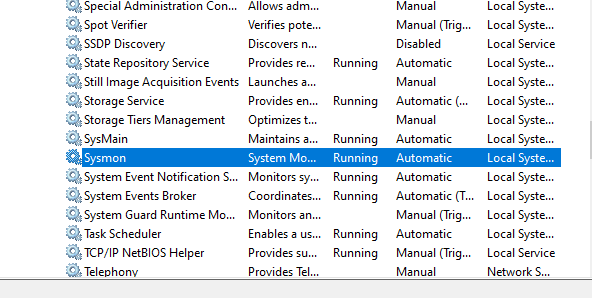 Special Administration Con... Allows adm... Manual Local Syste...
Spot Verifier Verifies pote... Manual (Trig... Local Syste...
SSDP Discovery Discovers n... Disabled Local Service
State Repository Service Provides re... Running Automatic Local Syste...
Still Image Acquisition Events Launches a... Manual Local Syste...
Storage Service Provides en... Running Automatic (... Local Syste...
Storage Tiers Management Optimizes t... Manual Local Syste...
SysMain Maintains a... Running Automatic Local Syste...
Sysmon System Mo... Running Automatic Local Syste...
System Event Notification S... Monitors sy... Running Automatic Local Syste...
System Events Broker Coordinates... Running Automatic (T... Local Syste...
System Guard Runtime Mo... Monitors an... Manual (Trig... Local Syste...
Task Scheduler Enables a us... Running Automatic Local Syste...
TCP/IP NetBIOS Helper Provides su... Running Manual (Trig... Local Service
Telephony Provides Tel... Manual Network S...